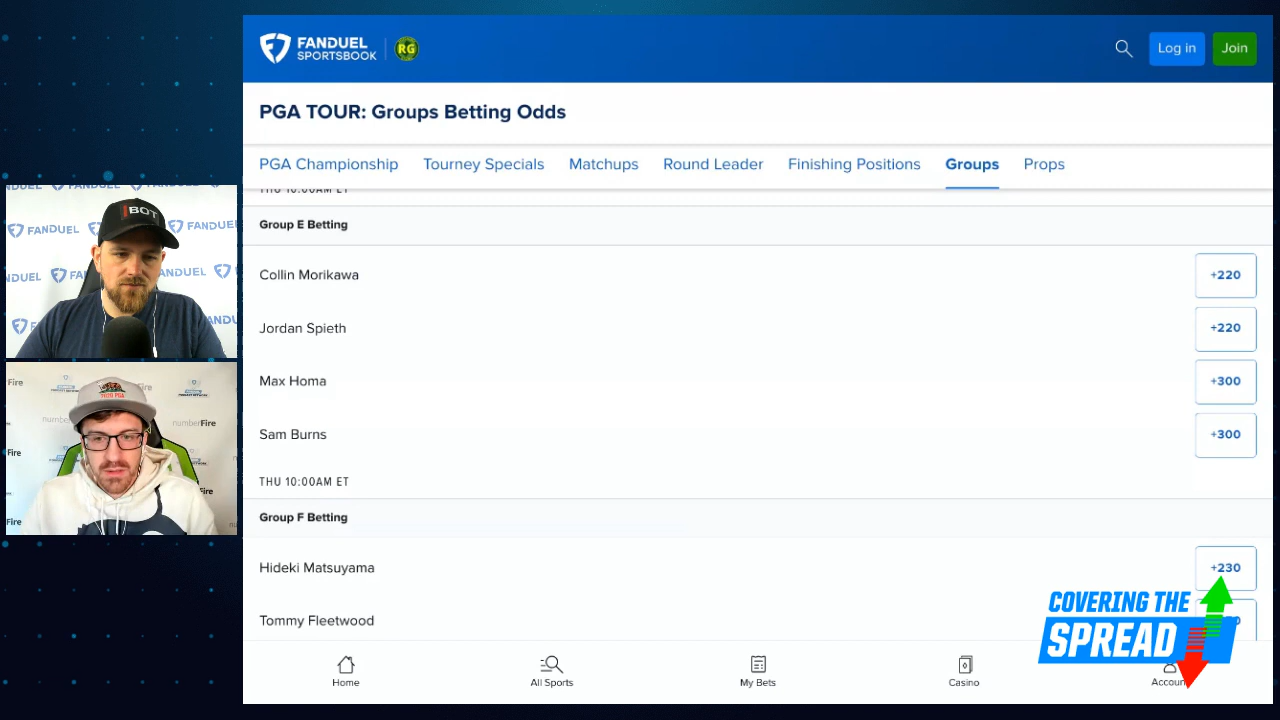 FANDUEL
SPORTSBOOK
RG
Log in
Join
PGA TOUR: Groups Betting Odds
PGA Championship
Tourney Specials
Matchups
Round Leader
Finishing Positions
Groups
Props
THU 10:00AM ET
Group E Betting
Collin Morikawa
+220
Jordan Spieth
+220
Max Homa
+300
Sam Burns
+300
THU 10:00AM ET
Group F Betting
Hideki Matsuyama
+230
Tommy Fleetwood
COVERING THE
SPREAD
Home
All Sports
My Bets
Casino
Accoun
BOT
FANDUEL
FANDUEL
numberFire